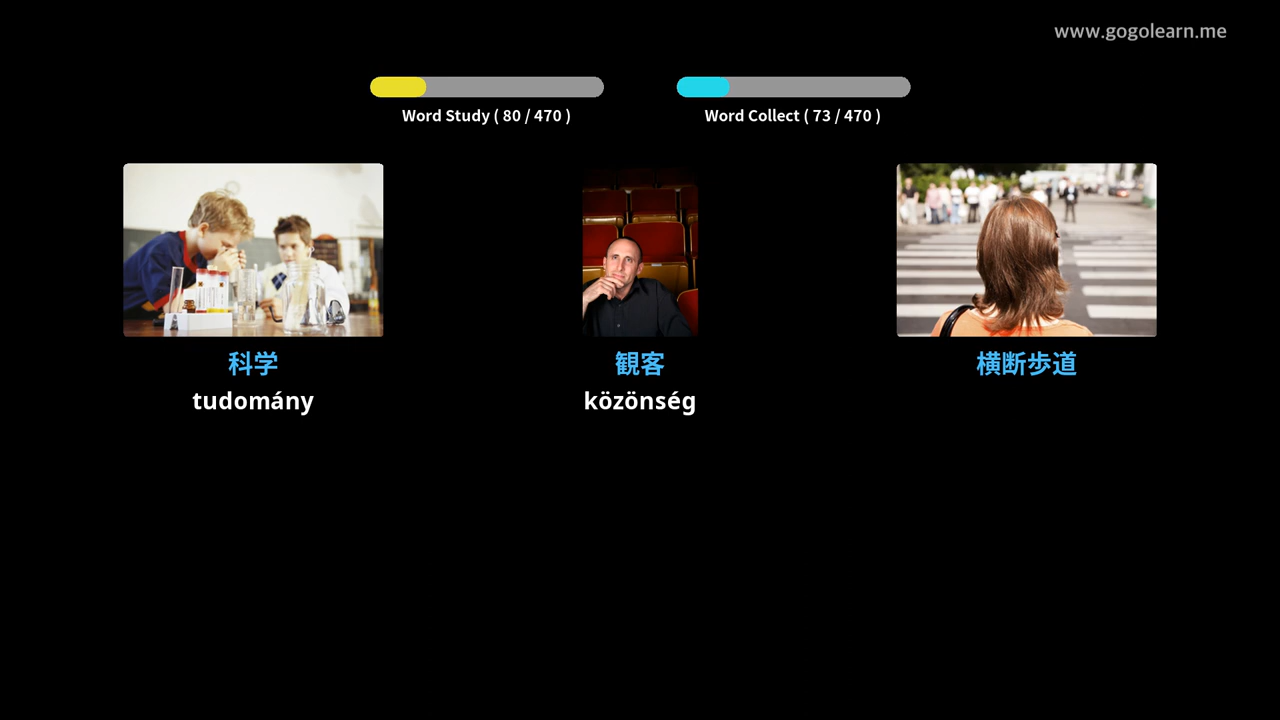 www.gogolearn.me
Word Study ( 80 / 470 )
Word Collect ( 73 / 470 )
科学
tudomány
観客
közönség
横断歩道